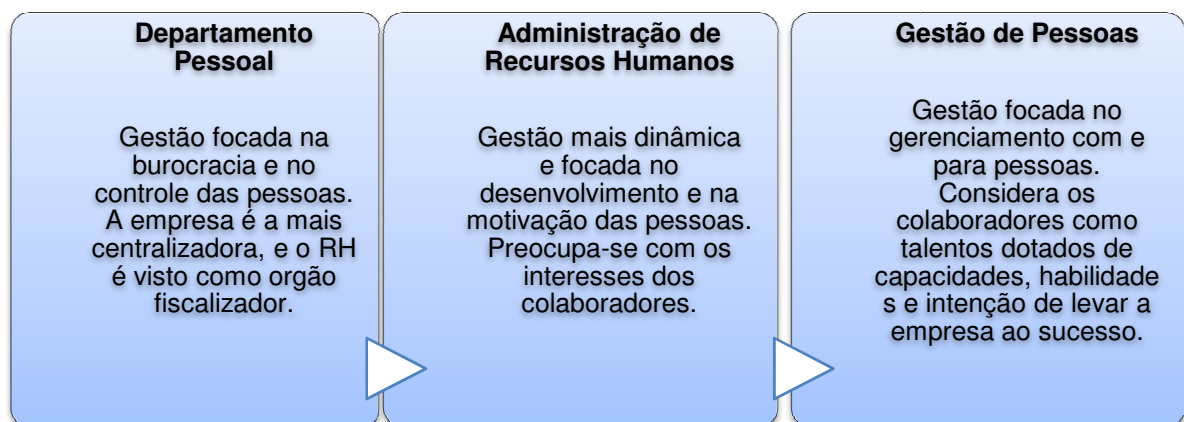 Departamento
Pessoal
Gestão focada na
burocracia e no
controle das pessoas.
A empresa é a mais
centralizadora, e o RH
é visto como orgão
fiscalizador.
Administração de
Recursos Humanos
Gestão mais dinâmica
e focada no
desenvolvimento e na
motivação das pessoas.
Preocupa-se com os
interesses dos
colaboradores.
Gestão de Pessoas
Gestão focada no
gerenciamento com e
para pessoas.
Considera os
colaboradores como
talentos dotados de
capacidades, habilidade
s e intenção de levar a
empresa ao sucesso.